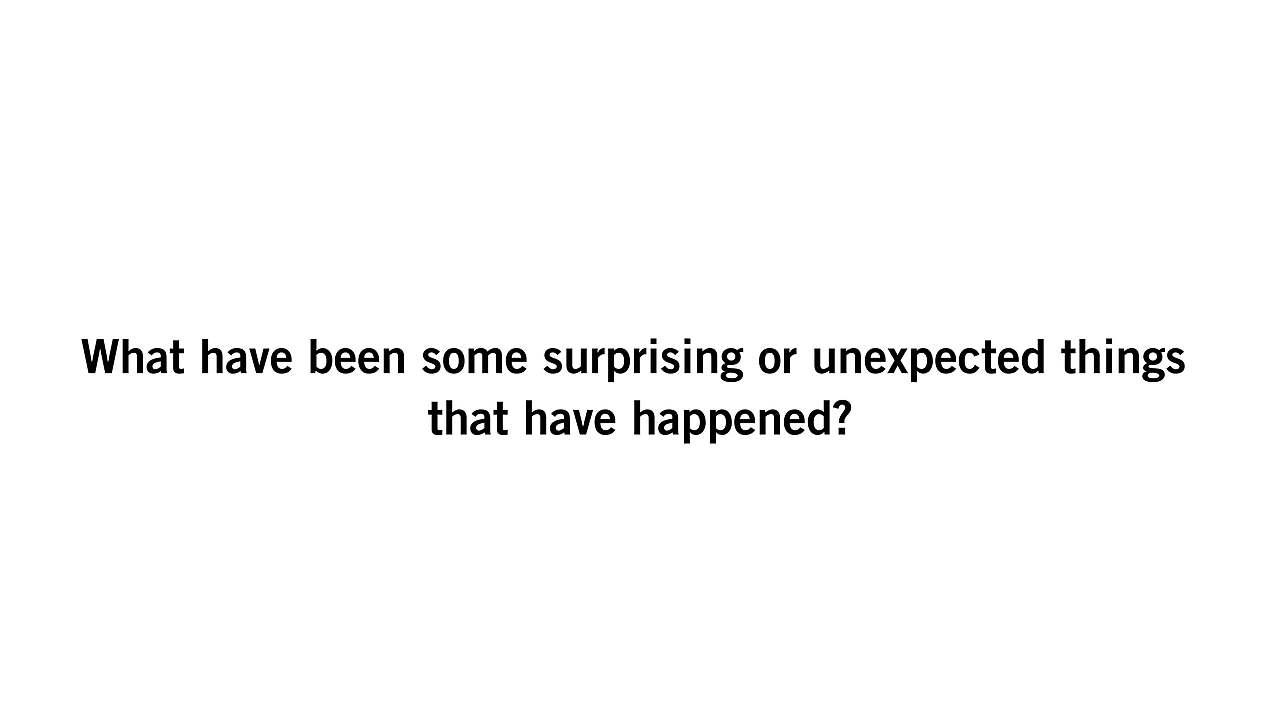 What have been some surprising or unexpected things
that have happened?